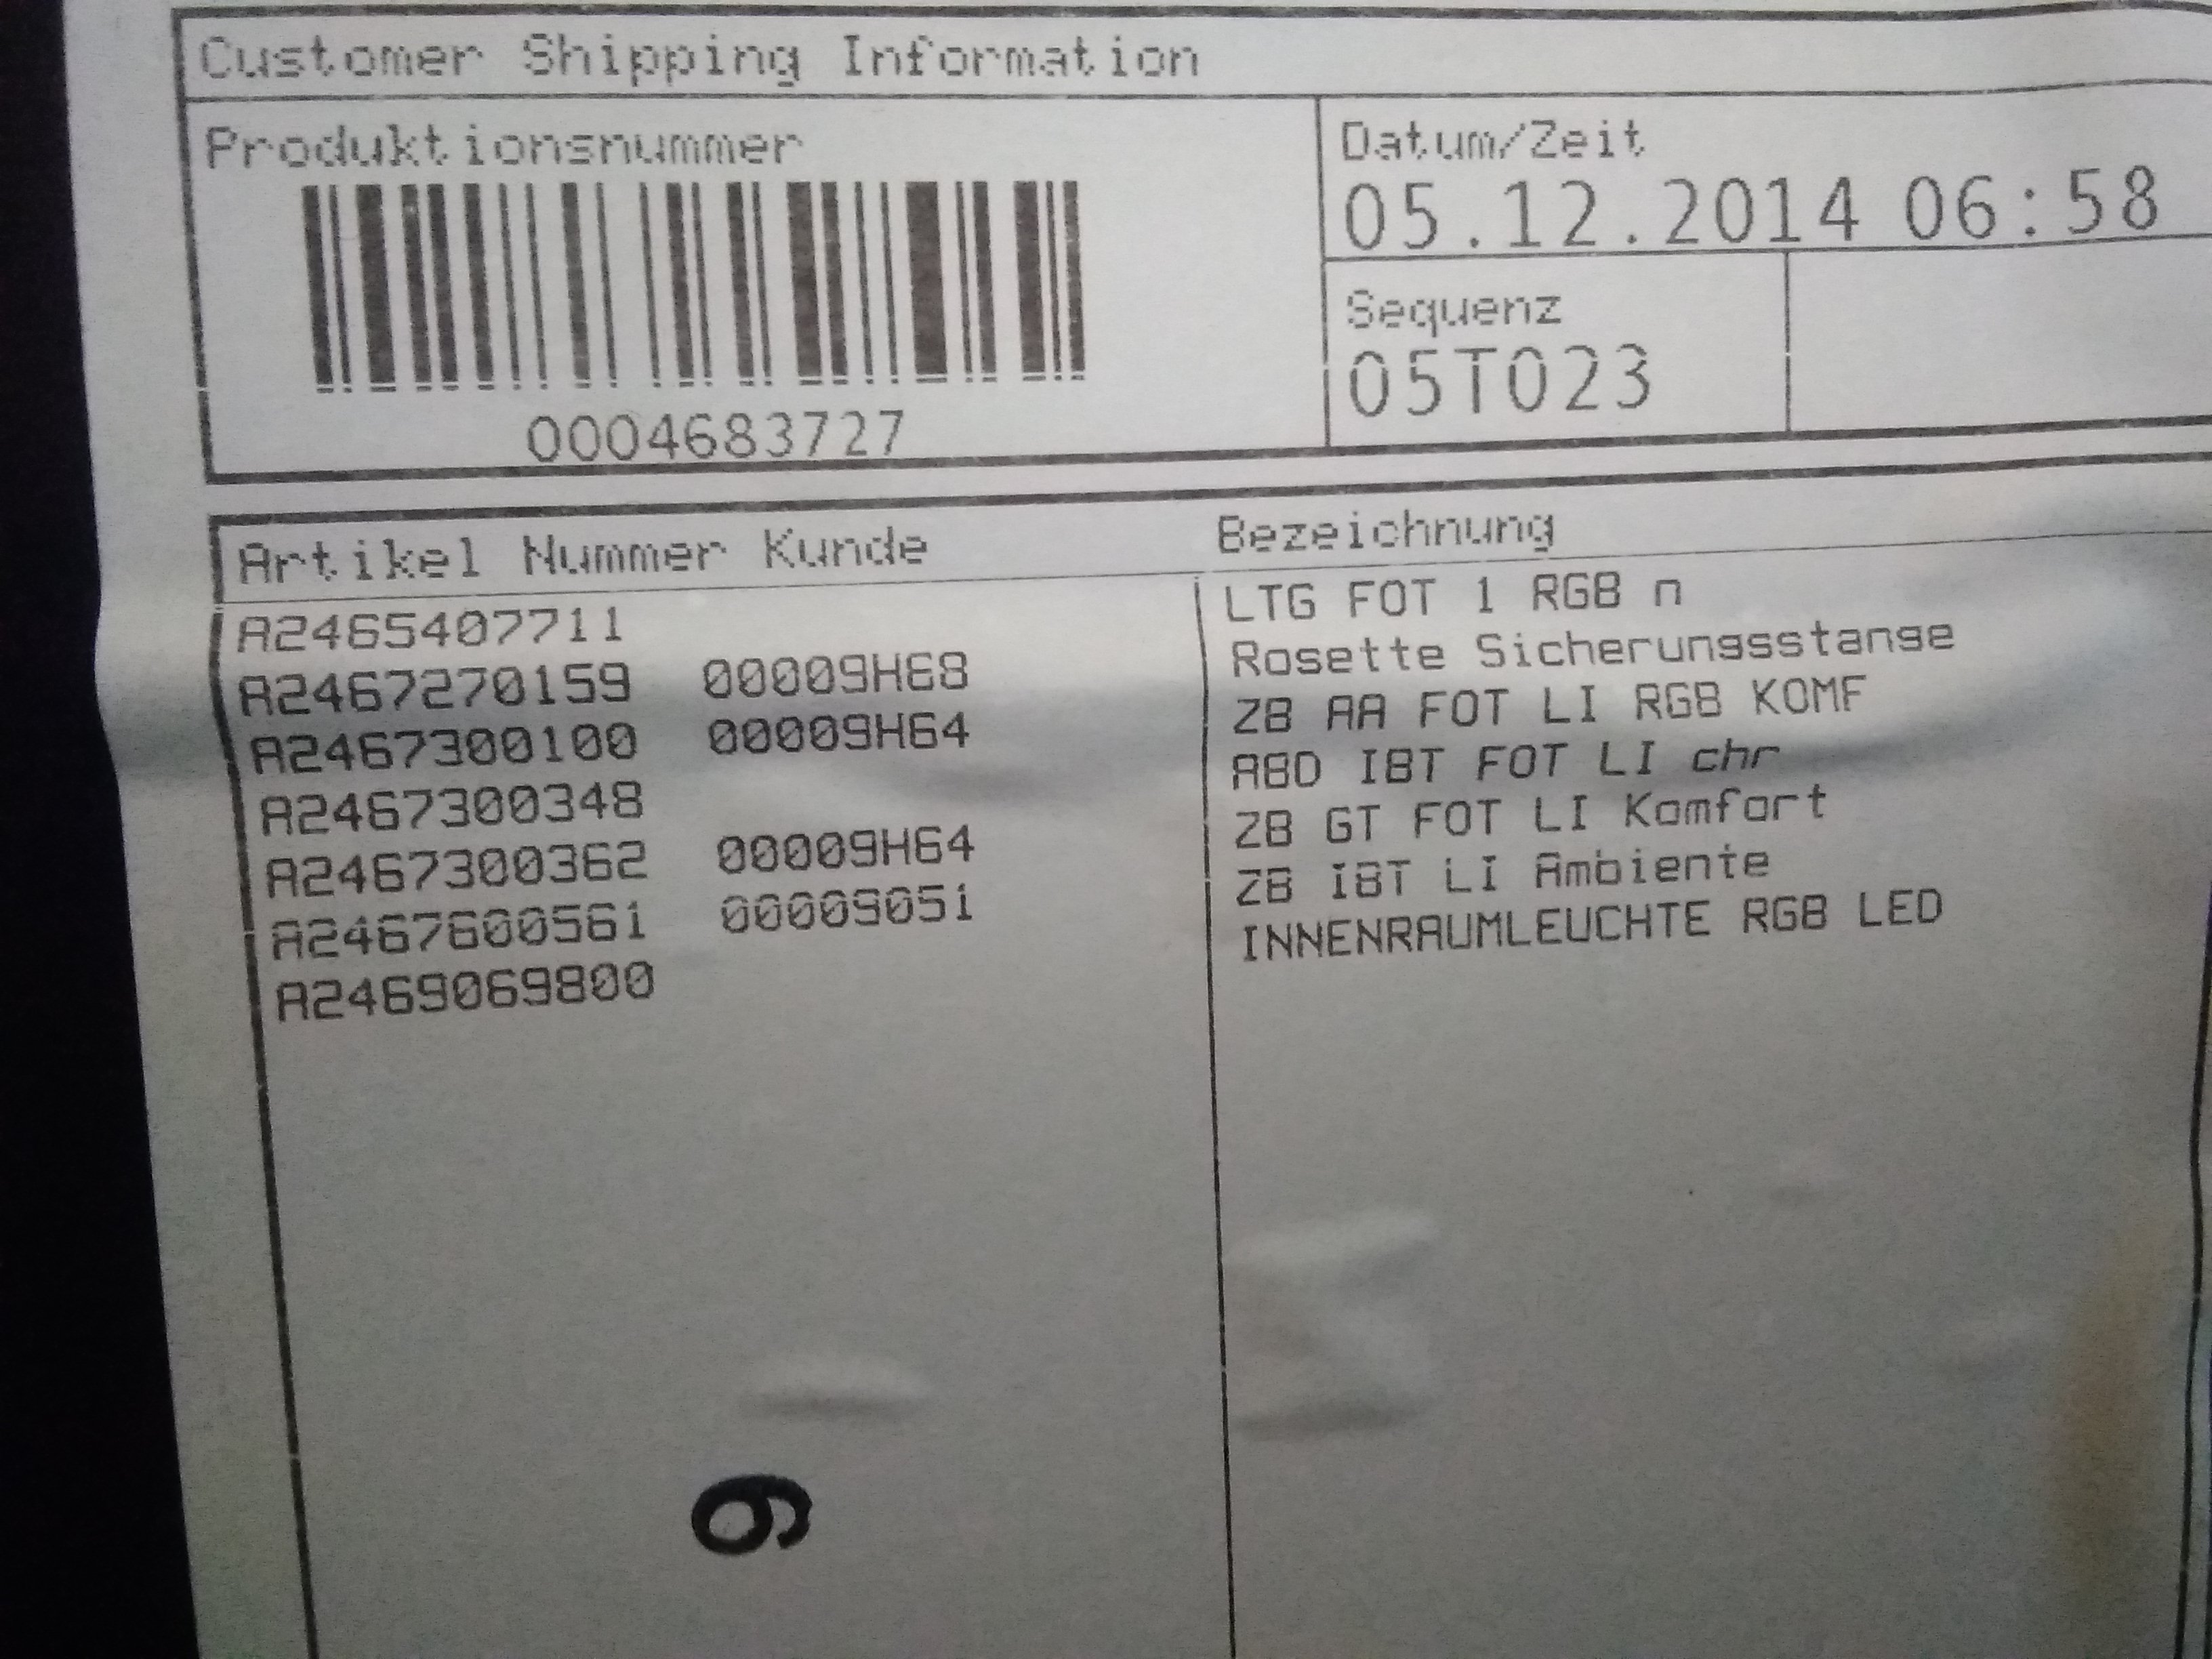 Customer Shipping Information
Produktionsnummer
0004683727
Datum/Zeit
05.12.2014 06:58
Sequenz
05T023
Artikel Nummer Kunde Bezeichnung
A2465407711 LTG FOT 1 RGB n
A2467270159 00009H68 Rosette Sicherungsstange
A2467300100 00009H64 ZB AA FOT LI RGB KOMF
A2467300348 ABD IBT FOT LI chr
A2467300362 00009H64 ZB GT FOT LI Komfort
A2467600561 00009051 ZB IBT LI Ambiente
A2469069800 INNENRAUMLEUCHTE RGB LED
6